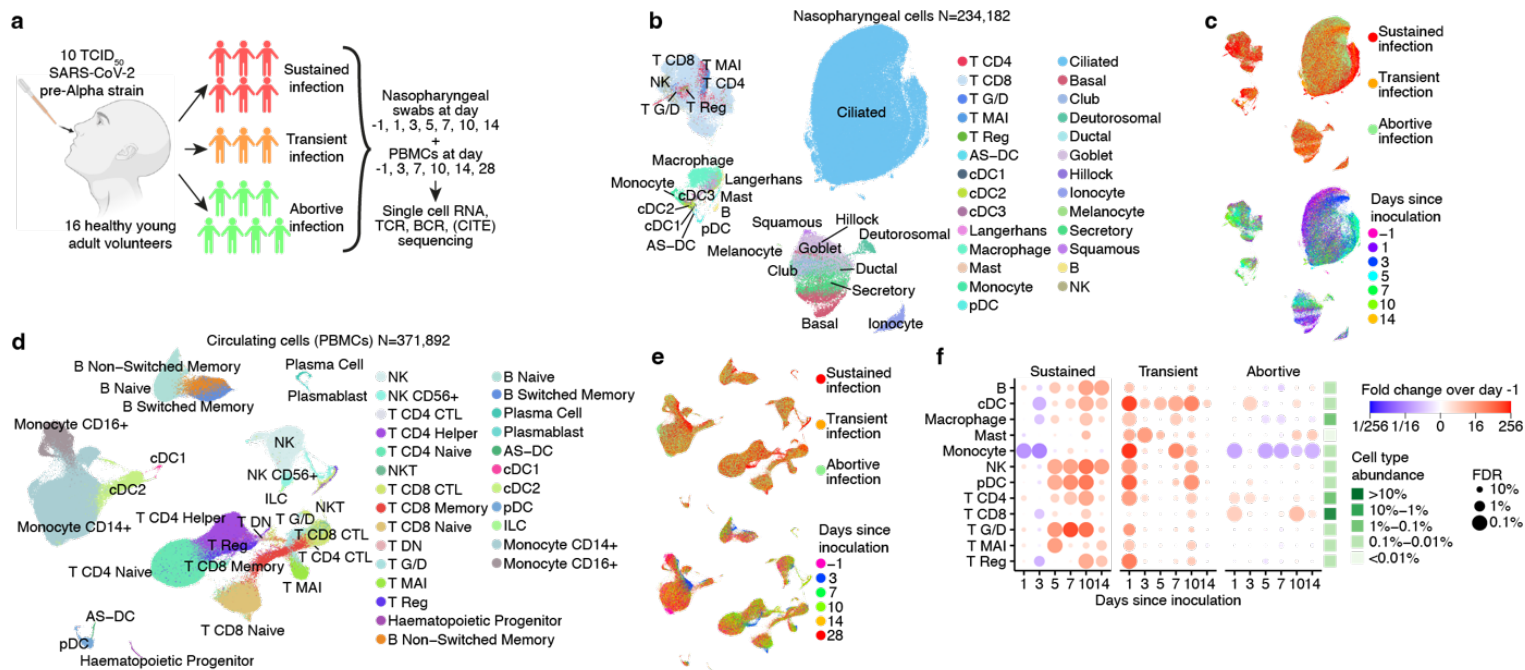 a
10 TCID50
SARS-CoV-2
pre-Alpha strain
16 healthy young
adult volunteers
Sustained
infection
Transient
infection
Abortive
infection
Nasopharyngeal
swabs at day
-1, 1, 3, 5, 7, 10, 14
+
PBMCs at day
-1, 3, 7, 10, 14, 28
Single cell RNA,
TCR, BCR, (CITE)
sequencing
b
Nasopharyngeal cells N=234,182
T CD8
T MAI
NK
T CD4
T G/D
T Reg
Macrophage
Langerhans
Monocyte
cDC3
Mast
cDC2
B
cDC1
pDC
AS-DC
Ciliated
Squamous
Hillock
Deuterosomal
Goblet
Melanocyte
Club
Ductal
Secretory
Basal
Ionocyte
T CD4
T CD8
T G/D
T MAI
T Reg
AS-DC
cDC1
cDC2
cDC3
Langerhans
Macrophage
Mast
Monocyte
pDC
Ciliated
Basal
Club
Deutorosomal
Ductal
Goblet
Hillock
Ionocyte
Melanocyte
Secretory
Squamous
B
NK
c
Sustained
infection
Transient
infection
Abortive
infection
Days since
inoculation
-1
1
3
5
7
10
14
d
Circulating cells (PBMCs) N=371,892
B Non-Switched Memory
B Naive
B Switched Memory
Plasma Cell
Plasmablast
Monocyte CD16+
cDC1
cDC2
Monocyte CD14+
NK
NK CD56+
ILC
NKT
T CD4 Helper
T DN
T G/D
T Reg
T CD8 CTL
T CD4 CTL
T CD4 Naive
T CD8 Memory
T MAI
T CD8 Naive
AS-DC
pDC
Haematopoietic Progenitor
NK
NK CD56+
T CD4 CTL
T CD4 Helper
T CD4 Naive
NKT
T CD8 CTL
T CD8 Memory
T CD8 Naive
T DN
T G/D
T MAI
T Reg
Haematopoietic Progenitor
B Non-Switched Memory
B Naive
B Switched Memory
Plasma Cell
Plasmablast
AS-DC
cDC1
cDC2
pDC
ILC
Monocyte CD14+
Monocyte CD16+
e
Sustained
infection
Transient
infection
Abortive
infection
Days since
inoculation
-1
3
7
10
14
28
f
Sustained Transient Abortive
B
cDC
Macrophage
Mast
Monocyte
NK
pDC
T CD4
T CD8
T G/D
T MAI
T Reg
1 3 5 7 1014 1 3 5 7 1014 1 3 5 7 1014
Days since inoculation
Fold change over day -1
1/256 1/16 0 16 256
Cell type
abundance
>10%
10%-1%
1%-0.1%
0.1%-0.01%
<0.01%
FDR
10%
1%
0.1%